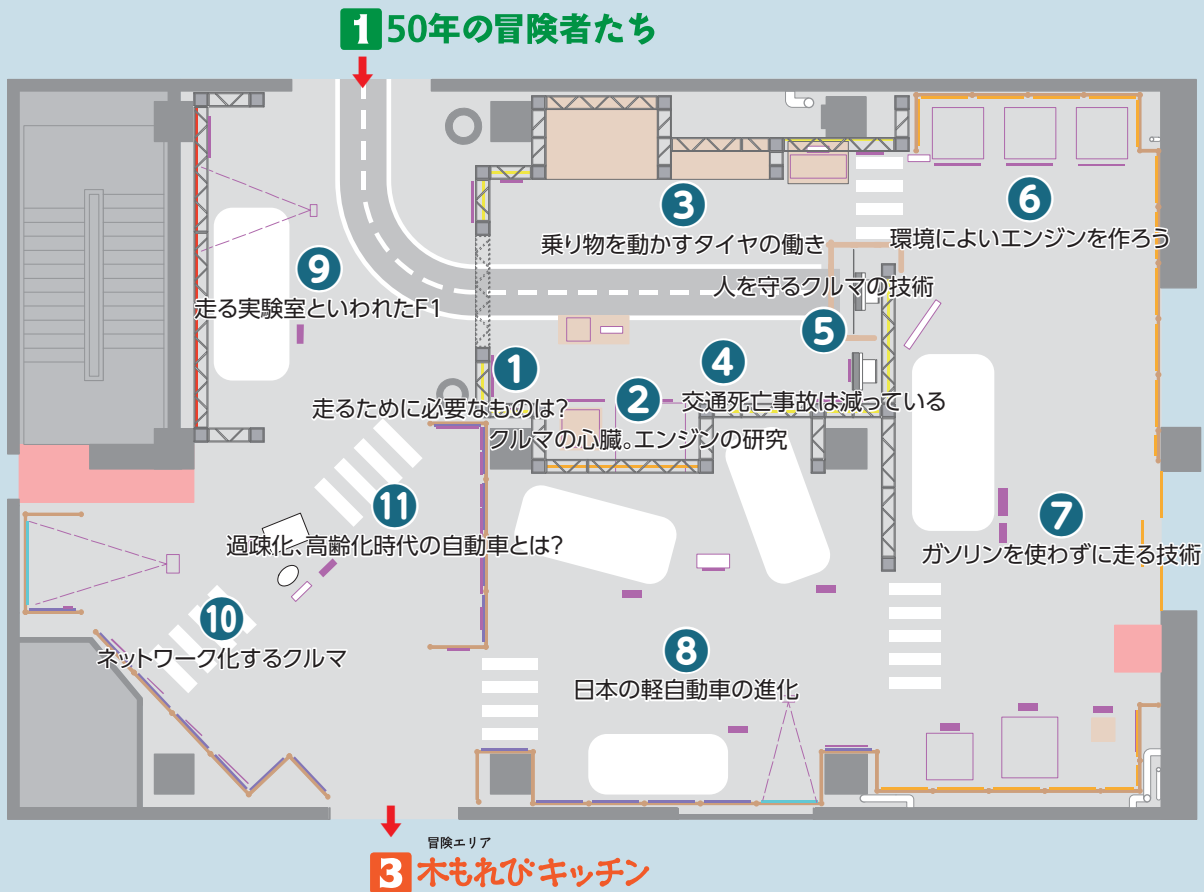 1 50年の冒険者たち
3
乗り物を動かすタイヤの働き
6
環境によいエンジンを作ろう
9
走る実験室といわれたF1
人を守るクルマの技術
5
1
走るために必要なものは?
2
クルマの心臓。エンジンの研究
4
交通死亡事故は減っている
11
過疎化、高齢化時代の自動車とは?
7
ガソリンを使わずに走る技術
10
ネットワーク化するクルマ
8
日本の軽自動車の進化
冒険エリア
3 木もれびキッチン